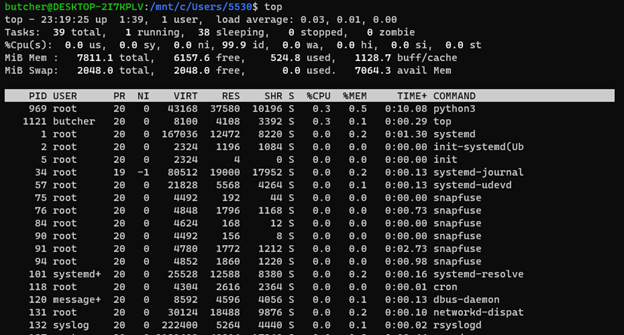 butcher@DESKTOP-2I7KPLV:/mnt/c/Users/5530$ top
top - 23:19:25 up  1:39,  1 user,  load average: 0.03, 0.01, 0.00
Tasks:  39 total,   1 running,  38 sleeping,   0 stopped,   0 zombie
%Cpu(s):  0.0 us,  0.0 sy,  0.0 ni, 99.9 id,  0.0 wa,  0.0 hi,  0.0 si,  0.0 st
MiB Mem :   7811.1 total,   6157.6 free,    524.8 used,   1128.7 buff/cache
MiB Swap:   2048.0 total,   2048.0 free,      0.0 used.   7064.3 avail Mem
PID USER      PR  NI    VIRT    RES    SHR S  %CPU  %MEM     TIME+ COMMAND
969 root      20   0   43168  37580  10196 S   0.3   0.5   0:10.08 python3
1121 butcher   20   0    8100   4108   3392 S   0.3   0.1   0:00.29 top
1 root      20   0  167036  12472   8220 S   0.0   0.2   0:01.30 systemd
2 root      20   0    2324   1196   1084 S   0.0   0.0   0:00.00 init-systemd(Ub
5 root      20   0    2324      4      0 S   0.0   0.0   0:00.00 init
34 root      19  -1   80512  19000  17952 S   0.0   0.2   0:00.13 systemd-journal
57 root      20   0   21828   5568   4264 S   0.0   0.1   0:00.13 systemd-udevd
75 root      20   0    4492    192     44 S   0.0   0.0   0:00.00 snapfuse
76 root      20   0    4848   1796   1168 S   0.0   0.0   0:00.73 snapfuse
84 root      20   0    4624    168     12 S   0.0   0.0   0:00.00 snapfuse
90 root      20   0    4492    156      8 S   0.0   0.0   0:00.00 snapfuse
91 root      20   0    4780   1772   1212 S   0.0   0.0   0:02.73 snapfuse
94 root      20   0    4852   1860   1220 S   0.0   0.0   0:00.98 snapfuse
101 systemd+  20   0   25528  12588   8380 S   0.0   0.2   0:00.16 systemd-resolve
118 root      20   0    4304   2616   2364 S   0.0   0.0   0:00.01 cron
120 message+  20   0    8592   4596   4056 S   0.0   0.1   0:00.13 dbus-daemon
131 root      20   0   30124  18488   9876 S   0.0   0.2   0:00.10 networkd-dispat
132 syslog    20   0  222400   5264   4440 S   0.0   0.1   0:00.02 rsyslogd